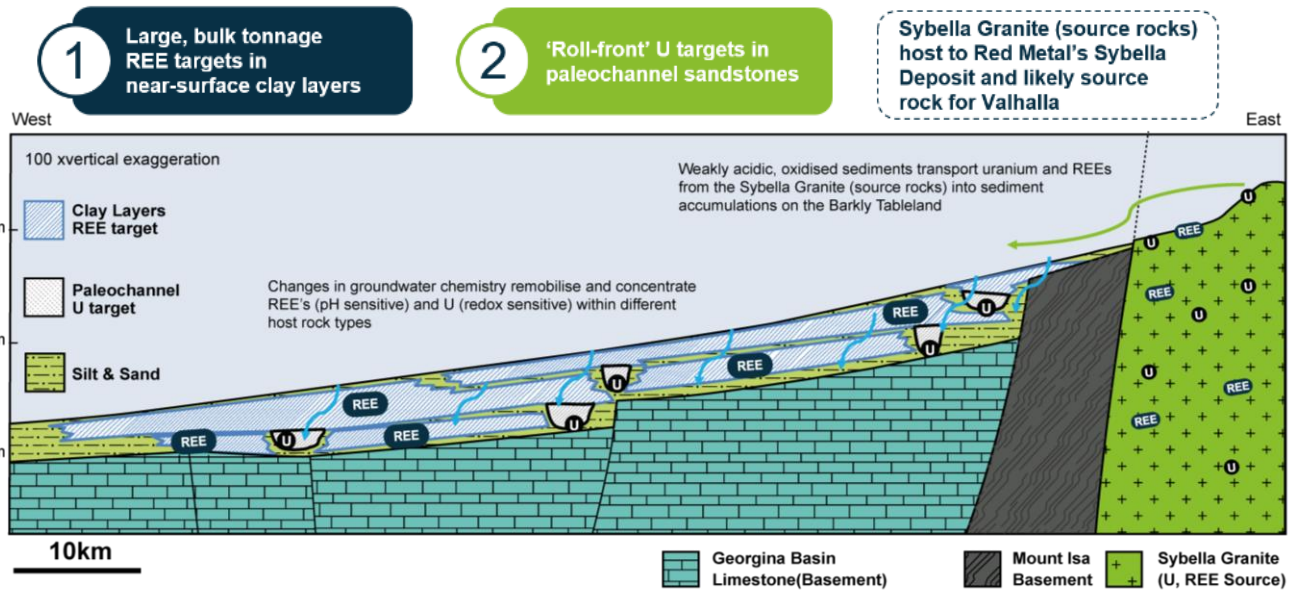 1
Large, bulk tonnage
REE targets in
near-surface clay layers
2
‘Roll-front’ U targets in
paleochannel sandstones
Sybella Granite (source rocks)
host to Red Metal’s Sybella
Deposit and likely source
rock for Valhalla
West
East
100 xvertical exaggeration
Clay Layers
REE target
Paleochannel
U target
Silt & Sand
Weakly acidic, oxidised sediments transport uranium and REEs
from the Sybella Granite (source rocks) into sediment
accumulations on the Barkly Tableland
Changes in groundwater chemistry remobilise and concentrate
REE's (pH sensitive) and U (redox sensitive) within different
host rock types
U
U
REE
REE
U
U
REE
U
REE
U
REE
U
U
REE
U
REE
REE
U
U
REE
REE
U
10km
Georgina Basin
Limestone(Basement)
Mount Isa
Basement
Sybella Granite
(U, REE Source)